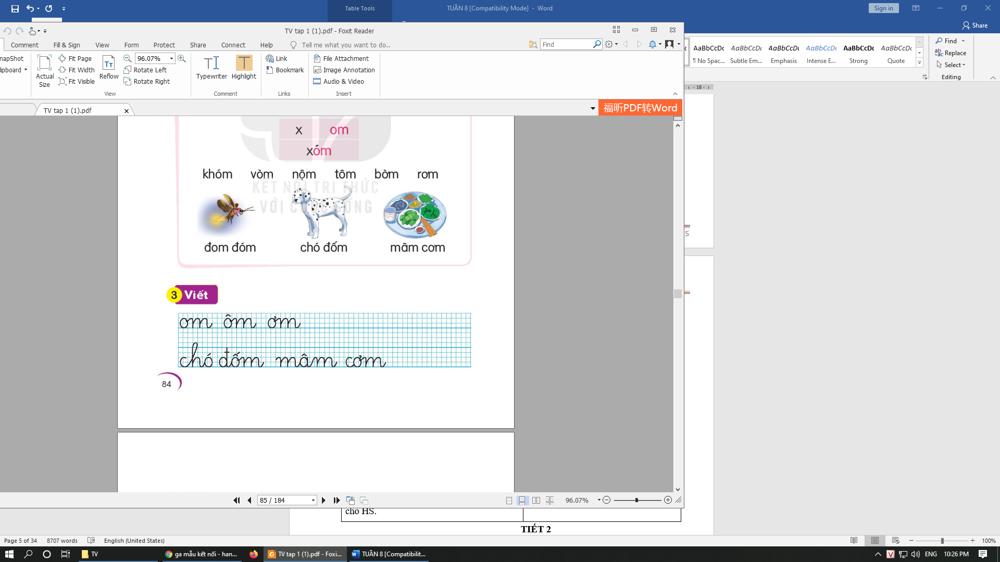 Table Tools
TUẦN 8 [Compatibility Mode] - Word
Sign in
Share
TV tap 1 (1).pdf - Foxit Reader
Comment Fill & Sign View Form Protect Share Connect Help Tell me what you want to do..
Find
napShot
ipboard
Actual Size
Fit Page
Fit Width
Fit Visible
Reflow
96.07%
Rotate Left
Rotate Right
View
Typewriter Highlight
Comment
Link
Bookmark
Links
File Attachment
Image Annotation
Audio & Video
Insert
AaBbCcDc AaBbCcDc AaBbCcDc AaBbCcDc AaBbCcDc AaBbCcDc
¶ No Spac... Subtle Em... Emphasis Intense E... Strong Quote
Find
Replace
Select
Editing
18
TV tap 1 (1).pdf
福昕PDF转Word
x om
xóm
khóm vòm nộm tôm bờm rơm
KẾT NỐI TRI THỨC
VỚI CUỘC SỐNG
đom đóm chó đốm mâm cơm
3 Viết
om ôm ơm
chó đốm mâm cơm
84
5
85 / 184
96.07%
cho HS.
TIẾT 2
Page 5 of 34 8707 words English (United States) 100%
TV ga mẫu kết nối - han... TV tap 1 (1).pdf - Foxi... TUẦN 8 [Compatibilit... ENG 10:26 PM